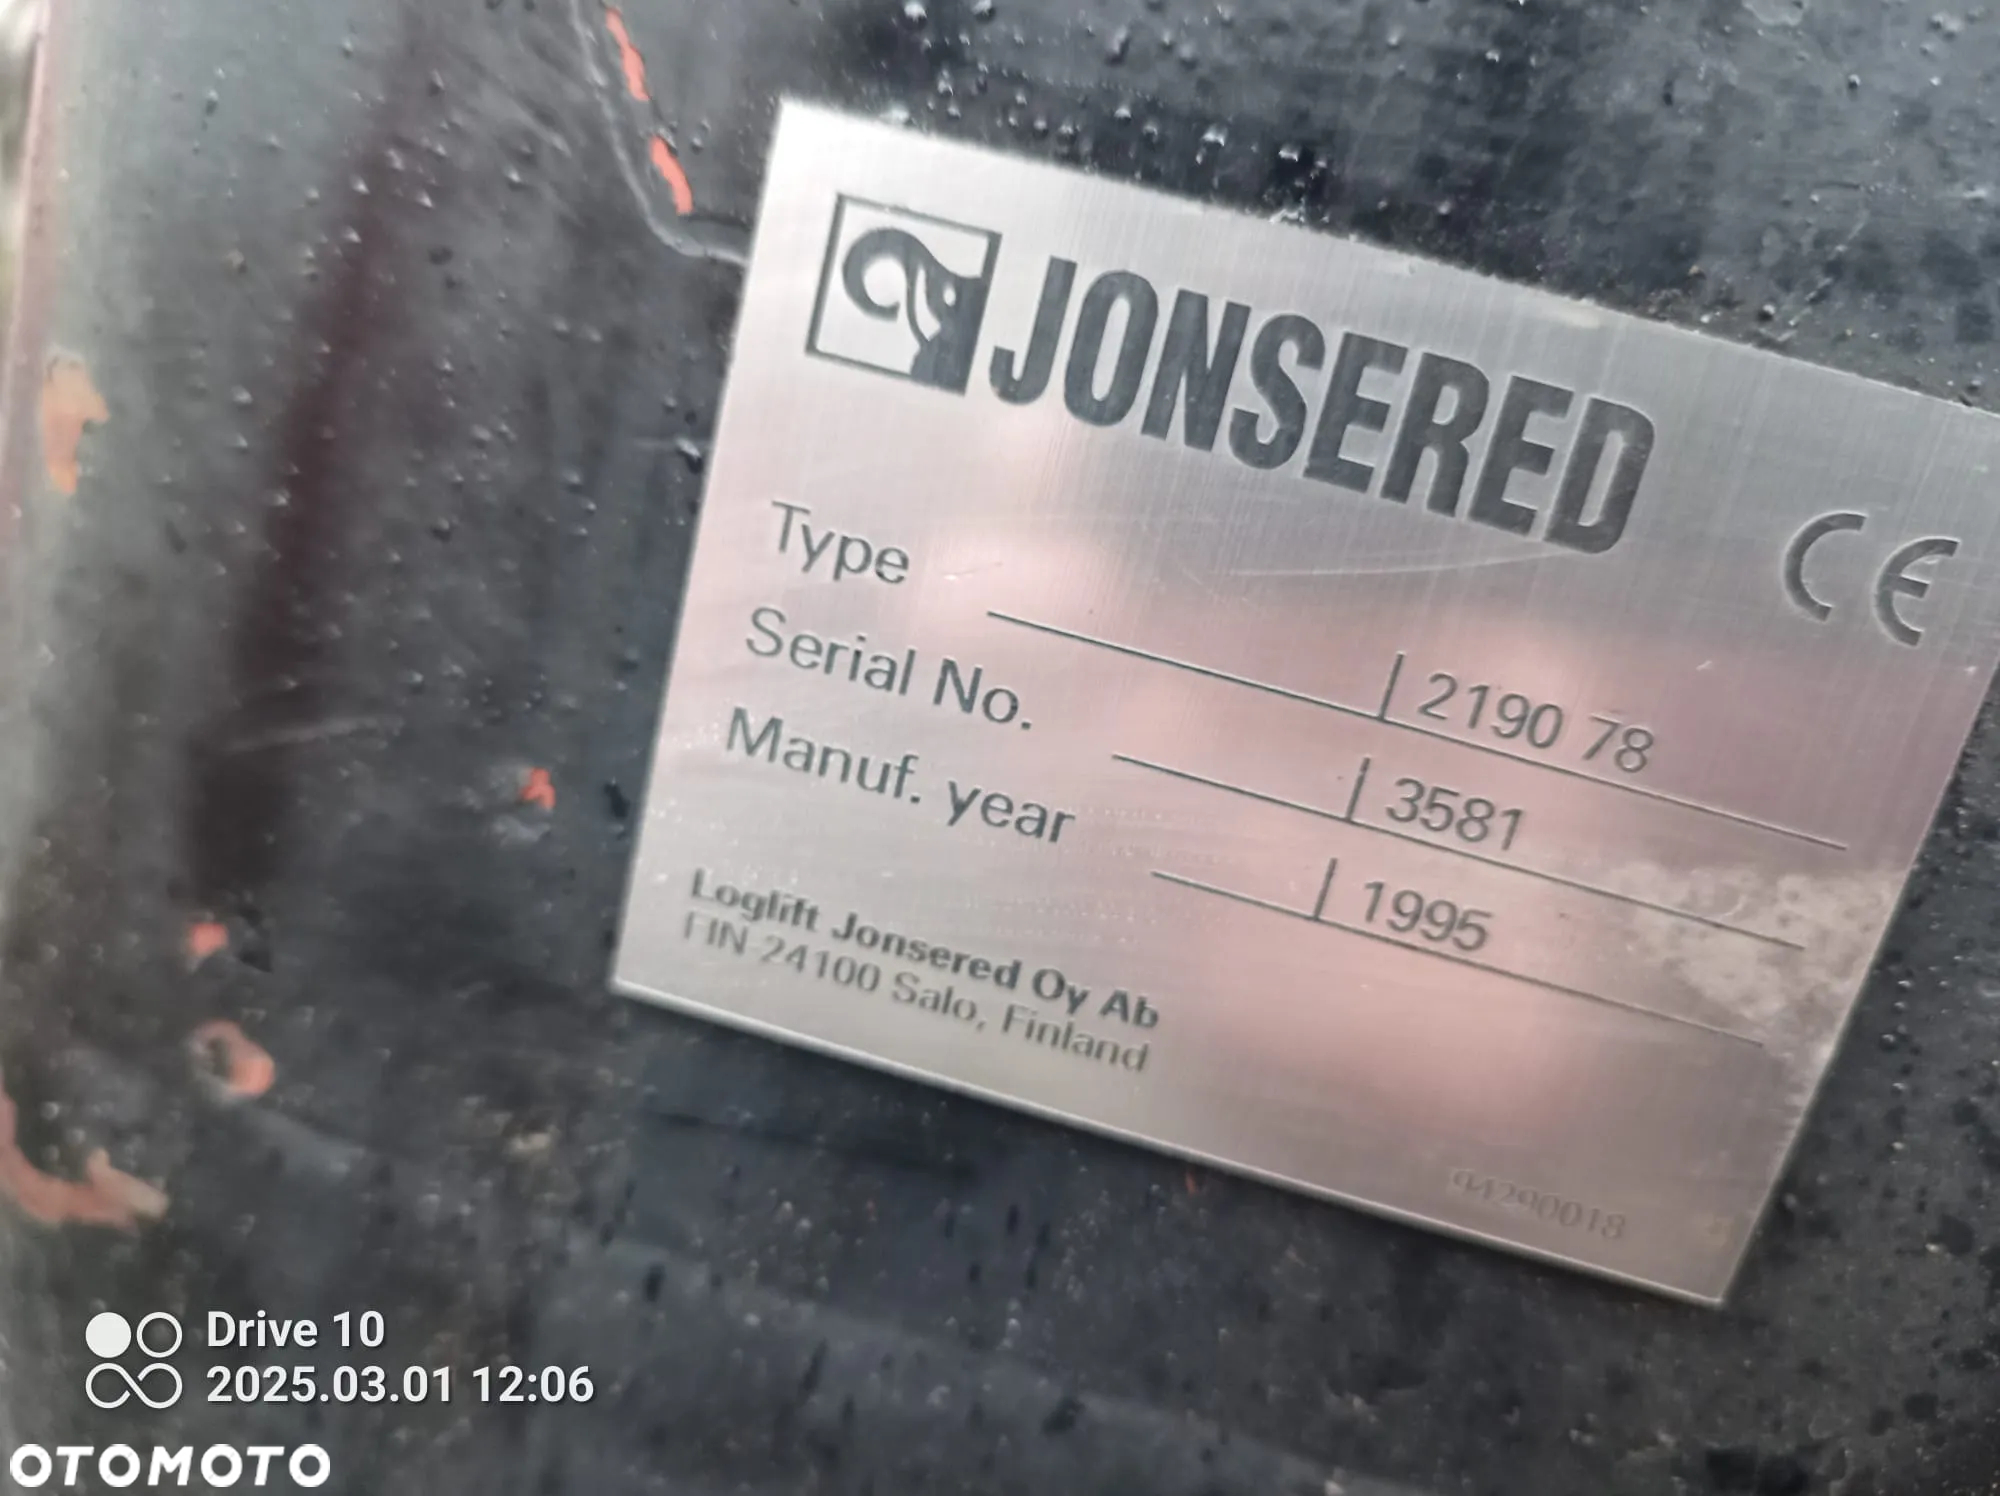 JONSERED
CE
Type 2190 78
Serial No. 3581
Manuf. year 1995
Loglift Jonsered Oy Ab
FIN-24100 Salo, Finland
94290018
Drive 10
2025.03.01 12:06
OTOMOTO